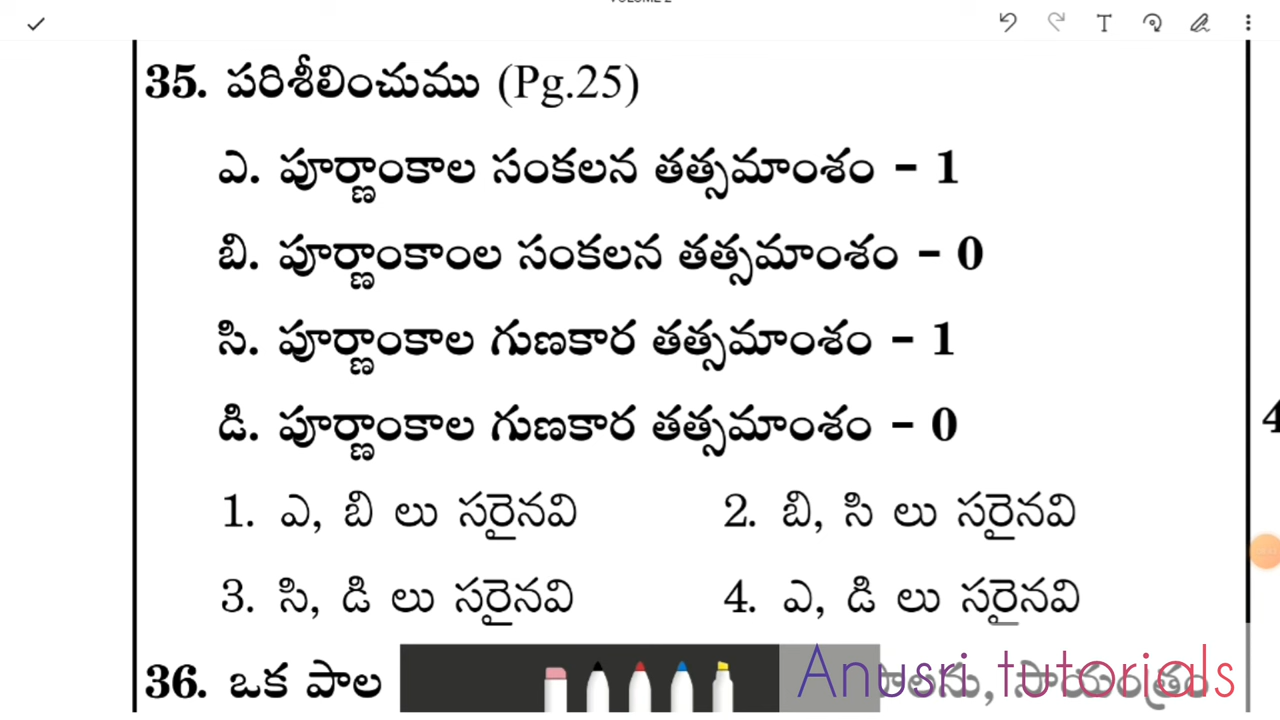 35. పరిశీలించుము (Pg.25)
ఎ. పూర్ణాంకాల సంకలన తత్సమాంశం - 1
బి. పూర్ణాంకాంల సంకలన తత్సమాంశం - 0
సి. పూర్ణాంకాల గుణకార తత్సమాంశం - 1
డి. పూర్ణాంకాల గుణకార తత్సమాంశం - 0
1. ఎ, బి లు సరైనవి 2. బి, సి లు సరైనవి
3. సి, డి లు సరైనవి 4. ఎ, డి లు సరైనవి
4
36. ఒక పాల సాయంత్రం
Anusri tutorials